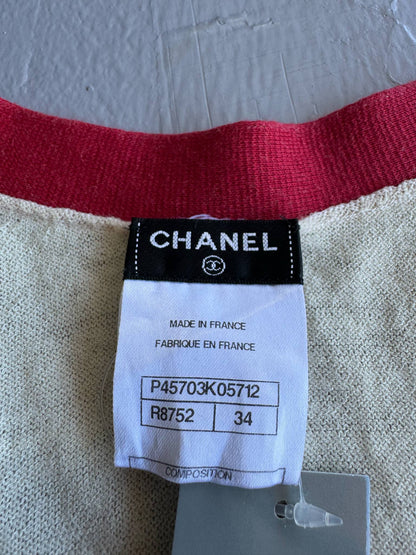 CHANEL
MADE IN FRANCE
FABRIQUE EN FRANCE
P45703K05712
R8752 34
COMPOSITION